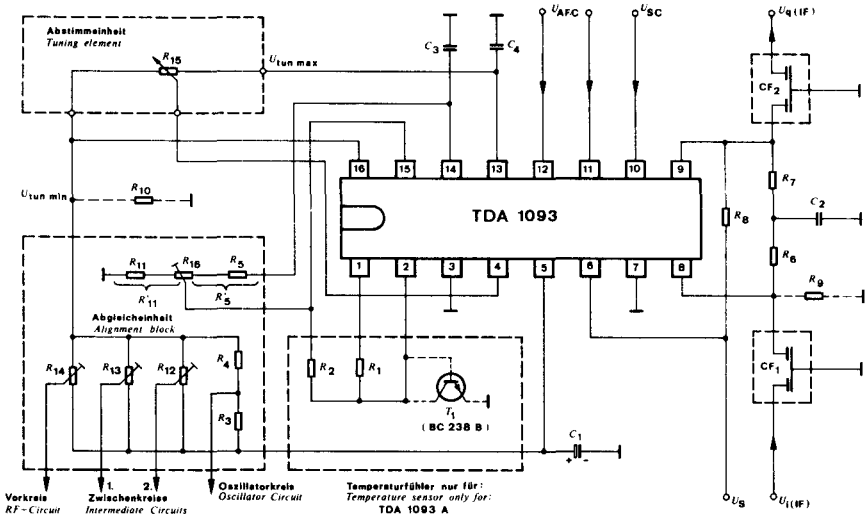 Abstimmeinheit
Tuning element
R15
Utun max
C3
C4
UAFC
USC
Uq(IF)
CF2
16 15 14 13 12 11 10 9
TDA 1093
1 2 3 4 5 6 7 8
R7
C2
R8
R6
R9
CF1
Utun min
R10
R11
R16
R5
R'11
R'5
Abgleicheinheit
Alignment block
R14
R13
R12
R4
R3
R2
R1
T1
(BC 238 B)
C1
+ -
Vorkreis
RF-Circuit
1. 2.
Zwischenkreise
Intermediate Circuits
Oszillatorkreis
Oscillator Circuit
Temperaturfühler nur für:
Temperature sensor only for:
TDA 1093 A
US
Ui(IF)